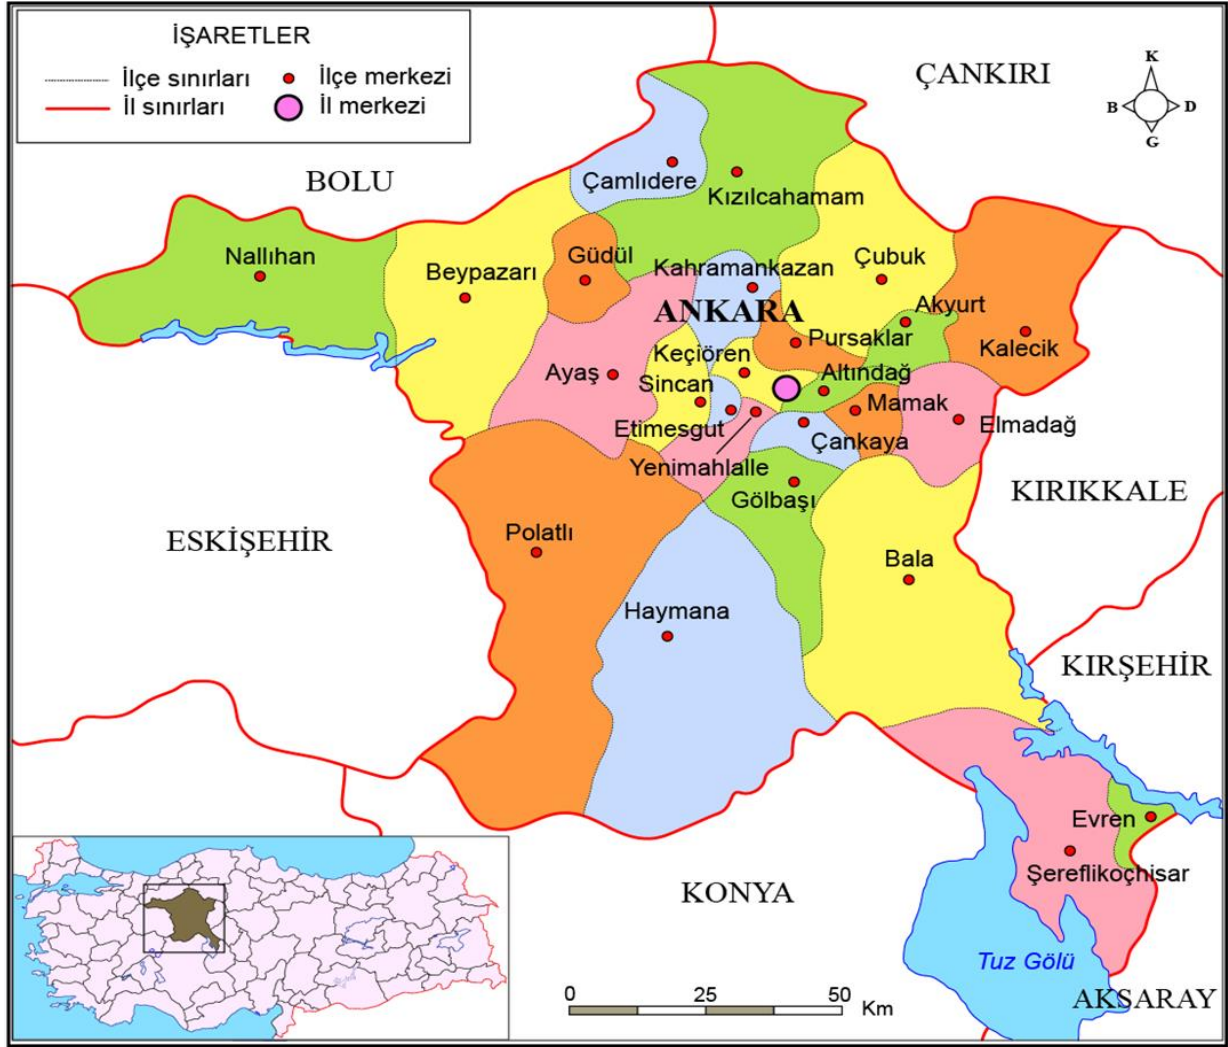 İŞARETLER
İlçe sınırları
İlçe merkezi
İl sınırları
İl merkezi
ÇANKIRI
K
B
D
G
BOLU
Çamlıdere
Kızılcahamam
Nallıhan
Beypazarı
Güdül
Kahramankazan
Çubuk
ANKARA
Akyurt
Pursaklar
Kalecik
Keçiören
Ayaş
Altındağ
Sincan
Mamak
Elmadağ
Etimesgut
Çankaya
Yenimahlalle
Gölbaşı
KIRIKKALE
ESKİŞEHİR
Polatlı
Bala
Haymana
KIRŞEHİR
Evren
Şereflikoçhisar
KONYA
Tuz Gölü
AKSARAY
0 25 50
Km